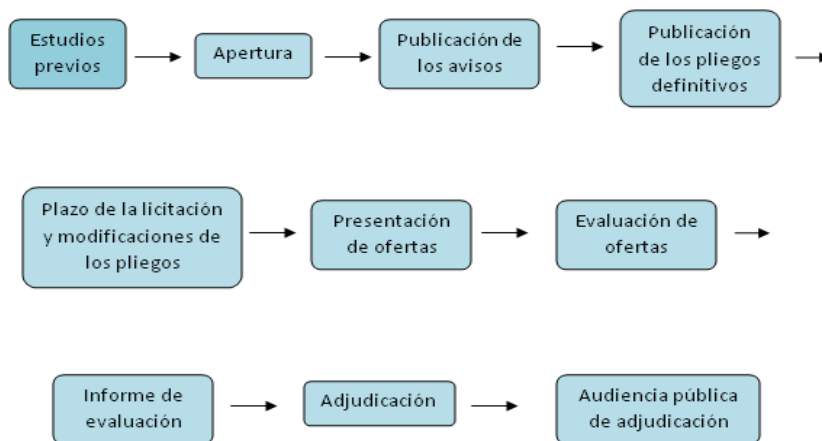 Estudios
previos
Apertura
Publicación de
los avisos
Publicación
de los pliegos
definitivos
Plazo de la licitación
y modificaciones de
los pliegos
Presentación
de ofertas
Evaluación de
ofertas
Informe de
evaluación
Adjudicación
Audiencia pública
de adjudicación